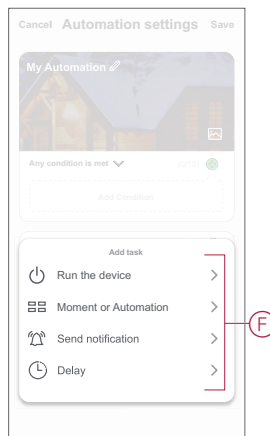 Cancel Automation settings Save
My Automation
Any condition is met
Add Condition
Add task
Run the device
Moment or Automation
Send notification
Delay
F